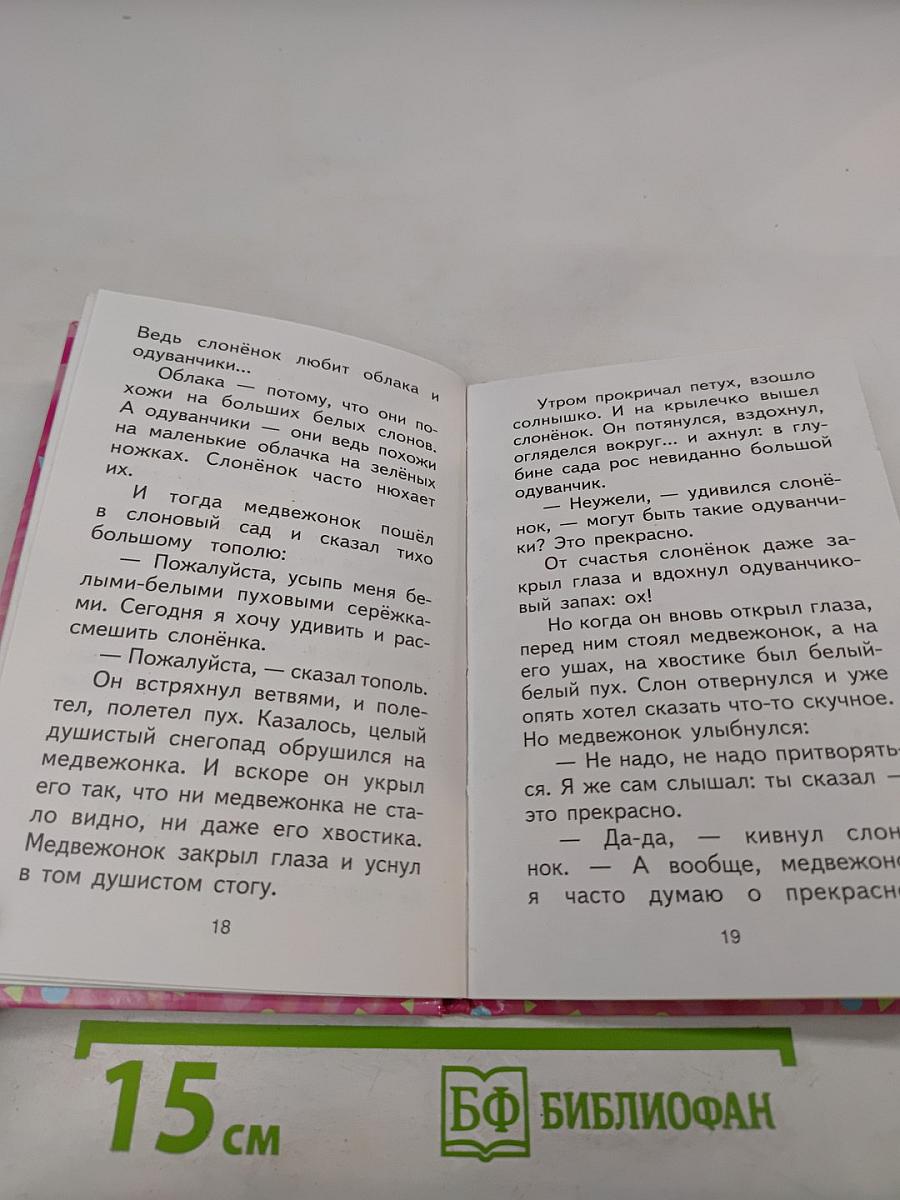 Ведь слонёнок любит облака и
одуванчики...
Облака — потому, что они по-
хожи на больших белых слонов.
А одуванчики — они ведь похожи
на маленькие облачка на зелёных
ножках. Слонёнок часто нюхает
их.
И тогда медвежонок пошёл
в слоновый сад и сказал тихо
большому тополю:
— Пожалуйста, усыпь меня бе-
лыми-белыми пуховыми серёжка-
ми. Сегодня я хочу удивить и рас-
смешить слонёнка.
— Пожалуйста, — сказал тополь.
Он встряхнул ветвями, и поле-
тел, полетел пух. Казалось, целый
душистый снегопад обрушился на
медвежонка. И вскоре он укрыл
его так, что ни медвежонка не ста-
ло видно, ни даже его хвостика.
Медвежонок закрыл глаза и уснул
в том душистом стогу.
18
Утром прокричал петух, взошло
солнышко. И на крылечко вышел
слонёнок. Он потянулся, вздохнул,
огляделся вокруг... и ахнул: в глу-
бине сада рос невиданно большой
одуванчик.
— Неужели, — удивился слонё-
нок, — могут быть такие одуванчи-
ки? Это прекрасно.
От счастья слонёнок даже за-
крыл глаза и вдохнул одуванчико-
вый запах: ох!
Но когда он вновь открыл глаза,
перед ним стоял медвежонок, а на
его ушах, на хвостике был белый-
белый пух. Слон отвернулся и уже
опять хотел сказать что-то скучное.
Но медвежонок улыбнулся:
— Не надо, не надо притворять-
ся. Я же сам слышал: ты сказал —
это прекрасно.
— Да-да, — кивнул слон
нок. — А вообще, медвежоно
я часто думаю о прекрасно
19
15 см
БФ БИБЛИОФАН